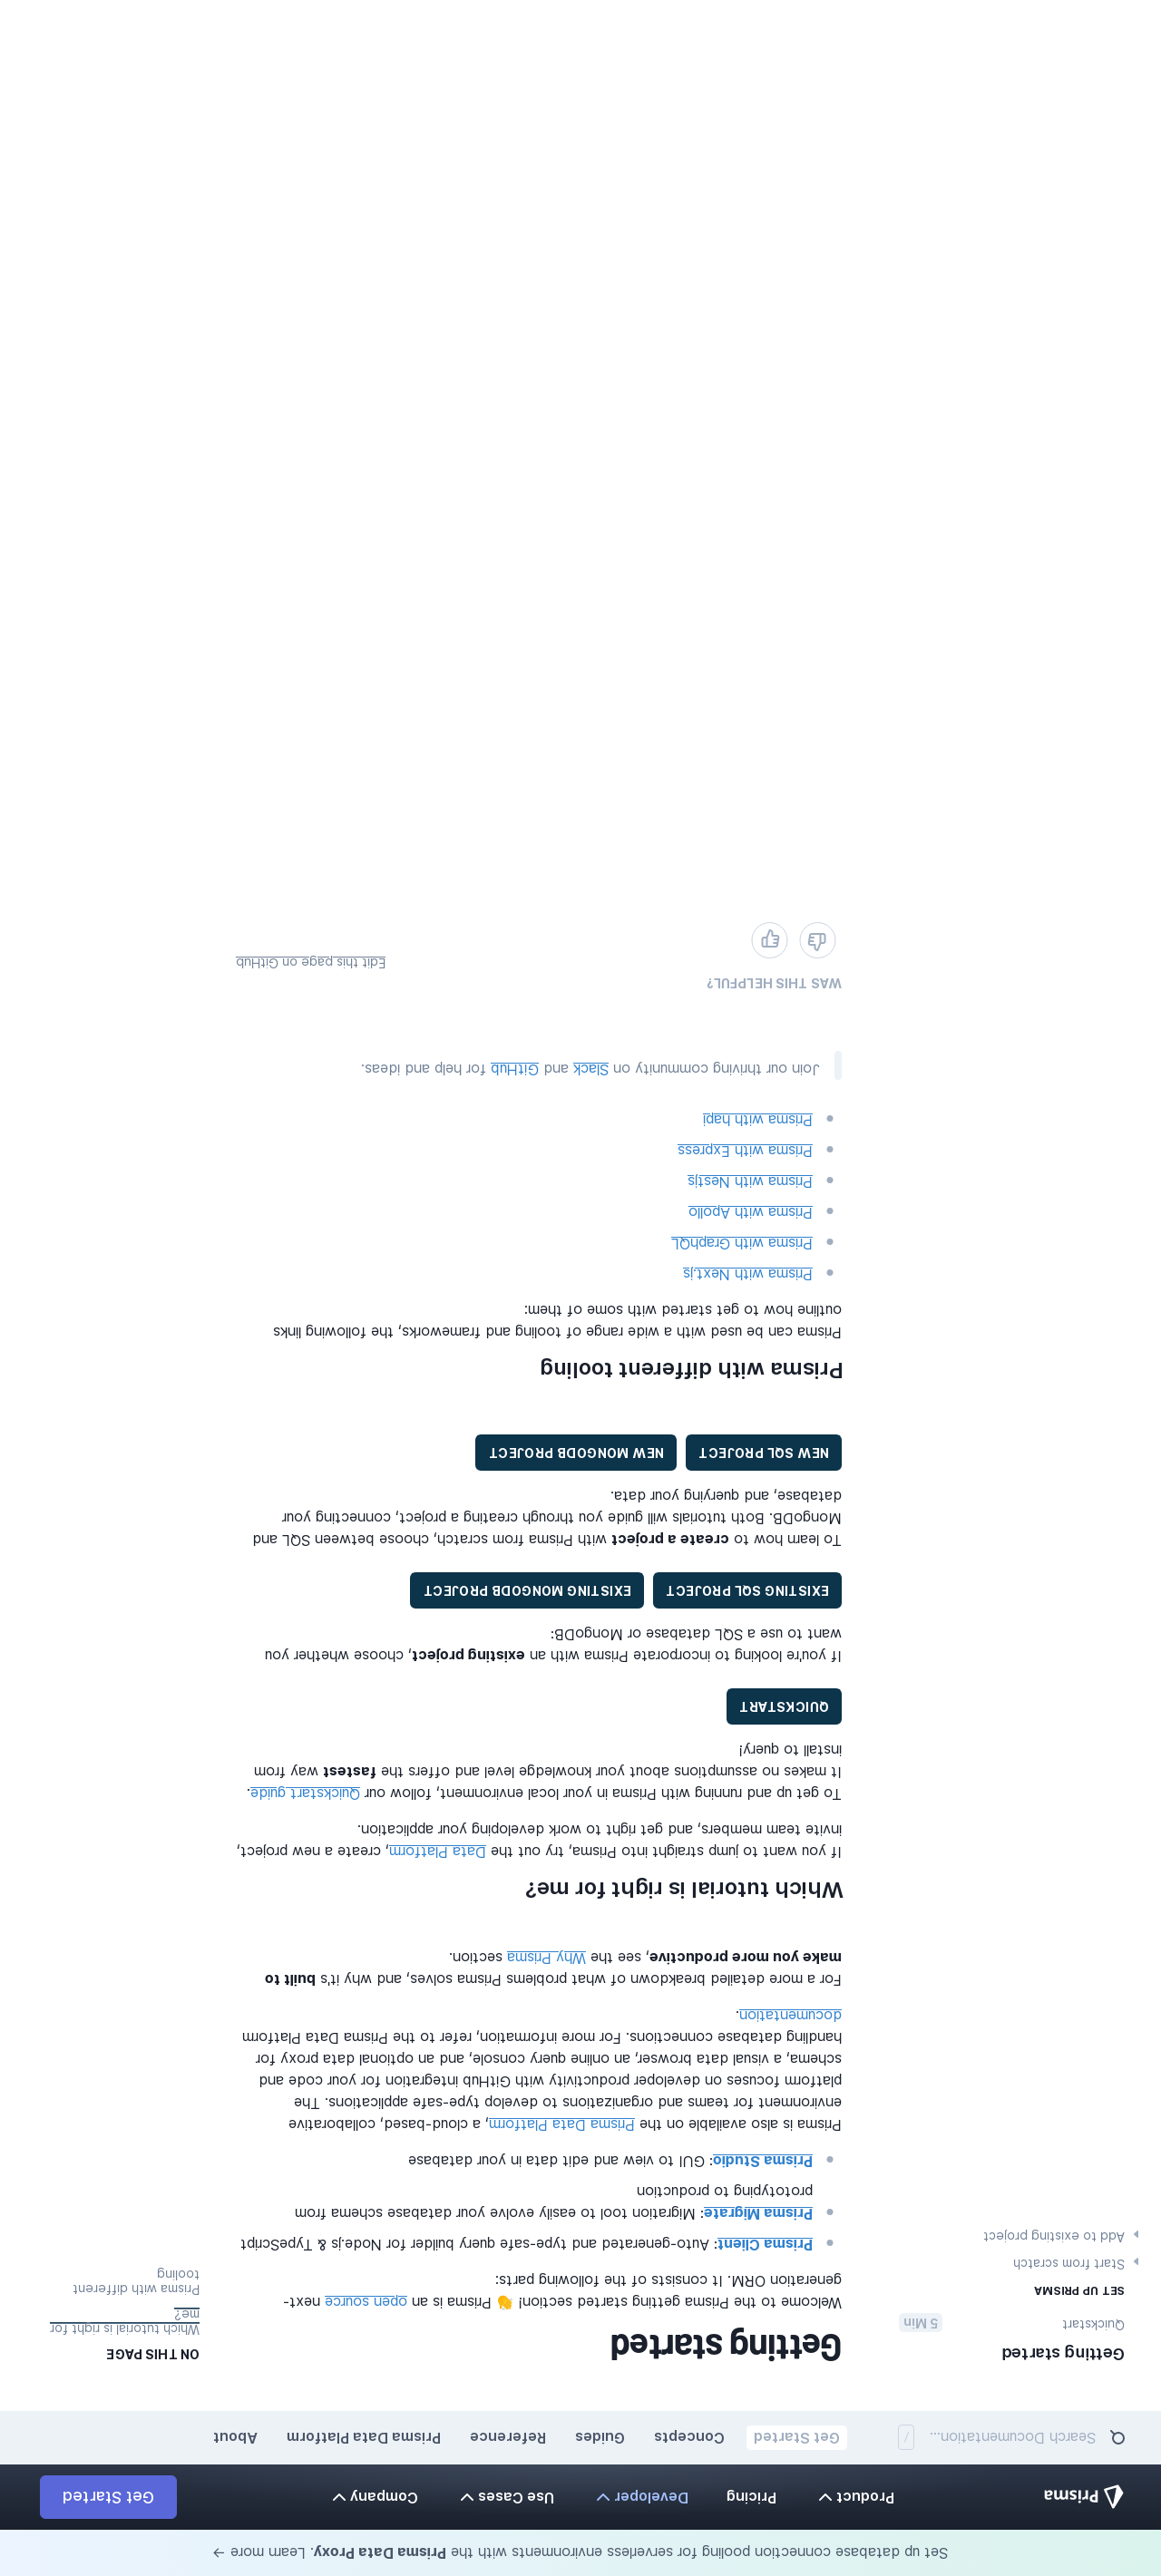 Set up database connection pooling for serverless environments with the Prisma Data Proxy. Learn more →
Prisma
Product
Pricing
Developer
Use Cases
Company
Get Started
Search Documentation...
/
Get Started
Concepts
Guides
Reference
Prisma Data Platform
About
Getting started
Quickstart
5 Min
SET UP PRISMA
Start from scratch
Add to existing project
Getting started
Welcome to the Prisma getting started section! 👋 Prisma is an open source next-
generation ORM. It consists of the following parts:
Prisma Client: Auto-generated and type-safe query builder for Node.js & TypeScript
Prisma Migrate: Migration tool to easily evolve your database schema from
prototyping to production
Prisma Studio: GUI to view and edit data in your database
Prisma is also available on the Prisma Data Platform, a cloud-based, collaborative
environment for teams and organizations to develop type-safe applications. The
platform focuses on developer productivity with GitHub integration for your code and
schema, a visual data browser, an online query console, and an optional data proxy for
handling database connections. For more information, refer to the Prisma Data Platform
documentation.
For a more detailed breakdown of what problems Prisma solves, and why it's built to
make you more productive, see the Why Prisma section.
Which tutorial is right for me?
If you want to jump straight into Prisma, try out the Data Platform, create a new project,
invite team members, and get right to work developing your application.
To get up and running with Prisma in your local environment, follow our Quickstart guide.
It makes no assumptions about your knowledge level and offers the fastest way from
install to query!
QUICKSTART
If you're looking to incorporate Prisma with an existing project, choose whether you
want to use a SQL database or MongoDB:
EXISTING SQL PROJECT
EXISTING MONGODB PROJECT
To learn how to create a project with Prisma from scratch, choose between SQL and
MongoDB. Both tutorials will guide you through creating a project, connecting your
database, and querying your data.
NEW SQL PROJECT
NEW MONGODB PROJECT
Prisma with different tooling
Prisma can be used with a wide range of tooling and frameworks, the following links
outline how to get started with some of them:
Prisma with Next.js
Prisma with GraphQL
Prisma with Apollo
Prisma with Nestjs
Prisma with Express
Prisma with hapi
Join our thriving community on Slack and GitHub for help and ideas.
WAS THIS HELPFUL?
Edit this page on GitHub
ON THIS PAGE
Which tutorial is right for
me?
Prisma with different
tooling